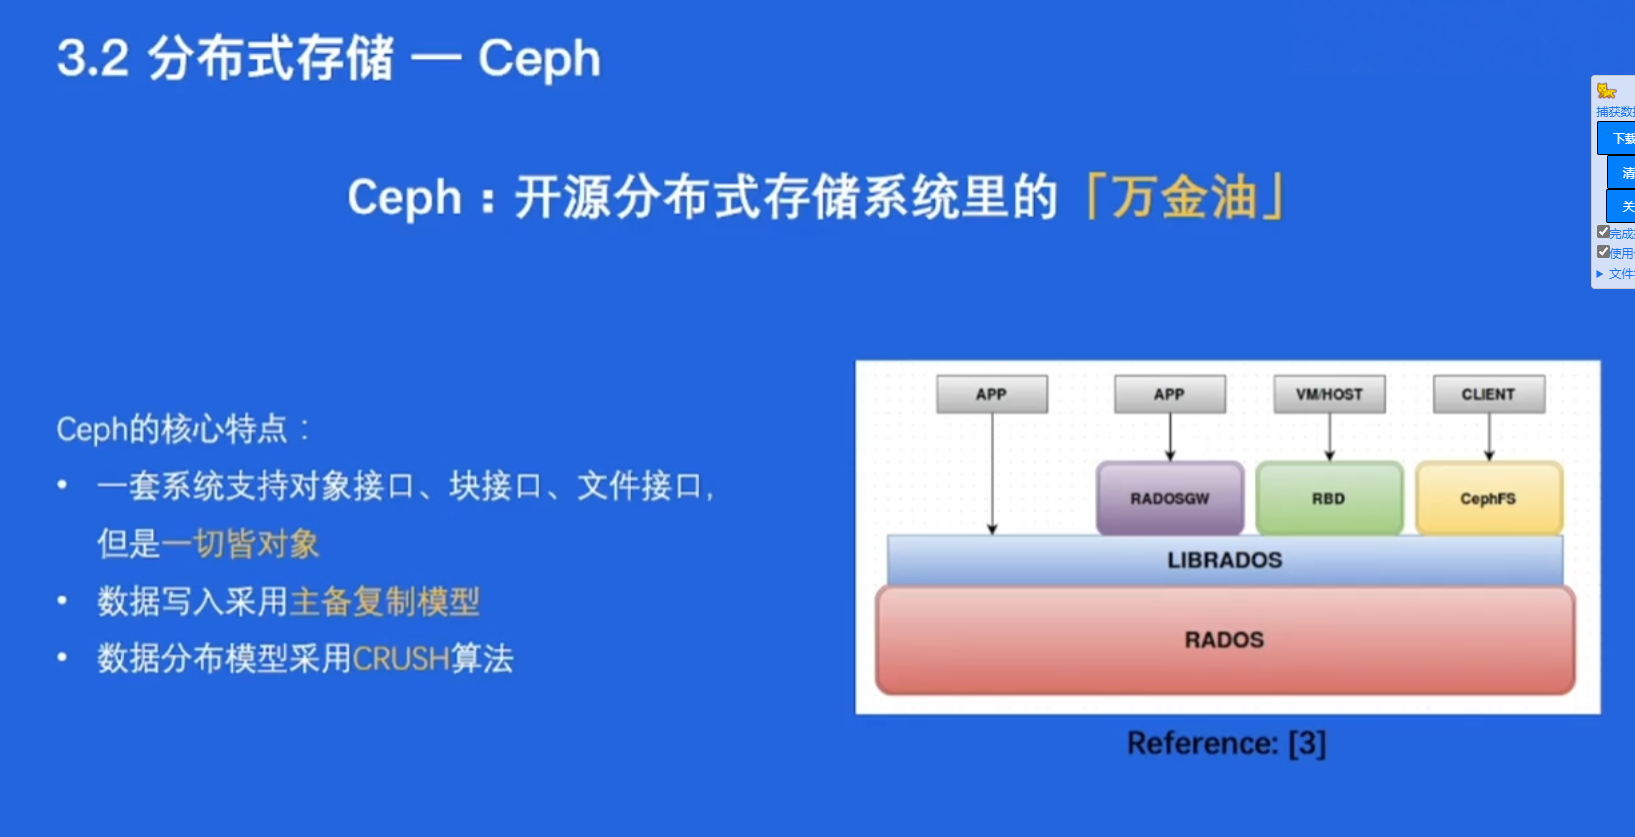 3.2 分布式存储 — Ceph
Ceph：开源分布式存储系统里的「万金油」
Ceph的核心特点：
• 一套系统支持对象接口、块接口、文件接口，
但是一切皆对象
• 数据写入采用主备复制模型
• 数据分布模型采用CRUSH算法
APP APP VM/HOST CLIENT
RADOSGW RBD CephFS
LIBRADOS
RADOS
Reference: [3]
捕获数
下载
清
关
完成
使用
文件